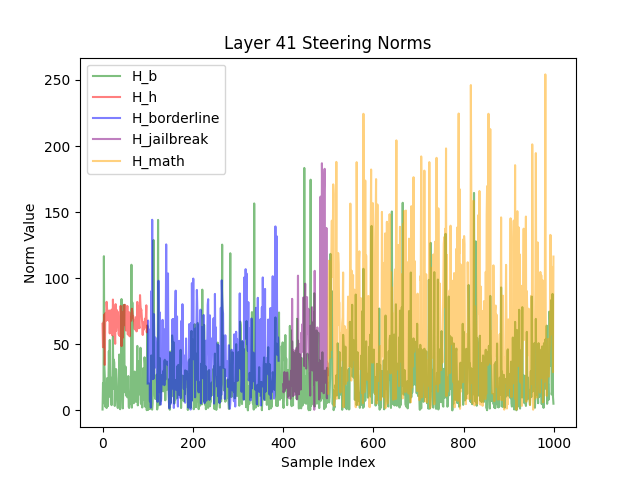 Layer 41 Steering Norms
H_b
H_h
H_borderline
H_jailbreak
H_math
Norm Value
250
200
150
100
50
0
0 200 400 600 800 1000
Sample Index